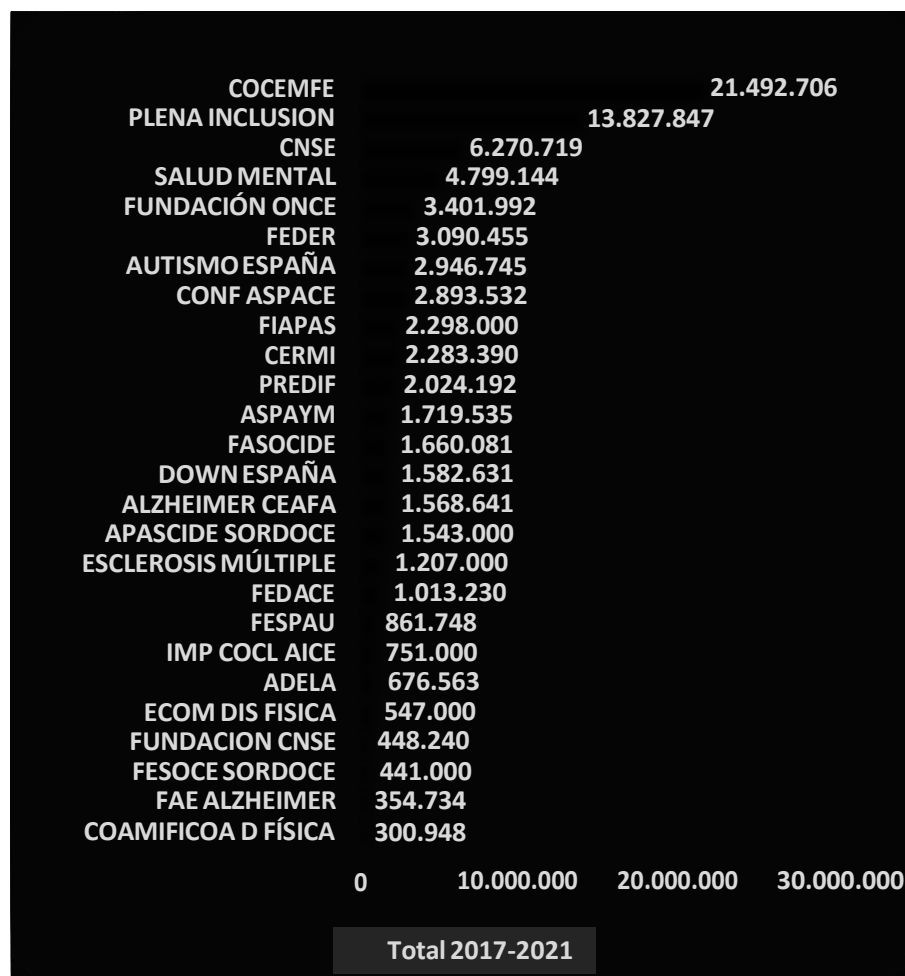 COCEMFE 21.492.706
PLENA INCLUSION 13.827.847
CNSE 6.270.719
SALUD MENTAL 4.799.144
FUNDACIÓN ONCE 3.401.992
FEDER 3.090.455
AUTISMO ESPAÑA 2.946.745
CONF ASPACE 2.893.532
FIAPAS 2.298.000
CERMI 2.283.390
PREDIF 2.024.192
ASPAYM 1.719.535
FASOCIDE 1.660.081
DOWN ESPAÑA 1.582.631
ALZHEIMER CEAFA 1.568.641
APASCIDE SORDOCE 1.543.000
ESCLEROSIS MÚLTIPLE 1.207.000
FEDACE 1.013.230
FESPAU 861.748
IMP COCL AICE 751.000
ADELA 676.563
ECOM DIS FISICA 547.000
FUNDACION CNSE 448.240
FESOCE SORDOCE 441.000
FAE ALZHEIMER 354.734
COAMIFICOA D FÍSICA 300.948
0 10.000.000 20.000.000 30.000.000
Total 2017-2021